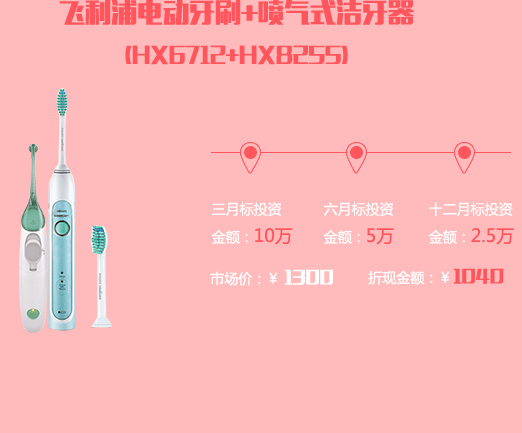 飞利浦电动牙刷+喷气式洁牙器
(HX6712+HX8255)
三月标投资 六月标投资 十二月标投资
金额：10万 金额：5万 金额：2.5万
市场价：￥1300 折现金额：￥1040